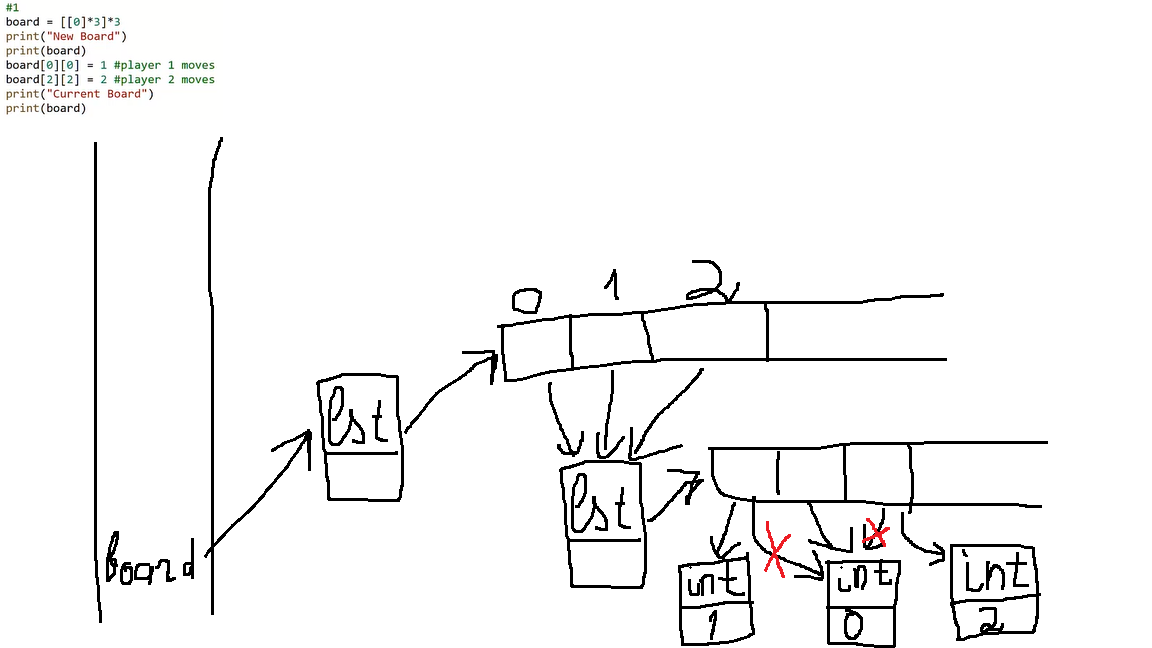 #1
board = [[0]*3]*3
print("New Board")
print(board)
board[0][0] = 1 #player 1 moves
board[2][2] = 2 #player 2 moves
print("Current Board")
print(board)
0 1 2
lst
lst
board
int int int
1 0 2